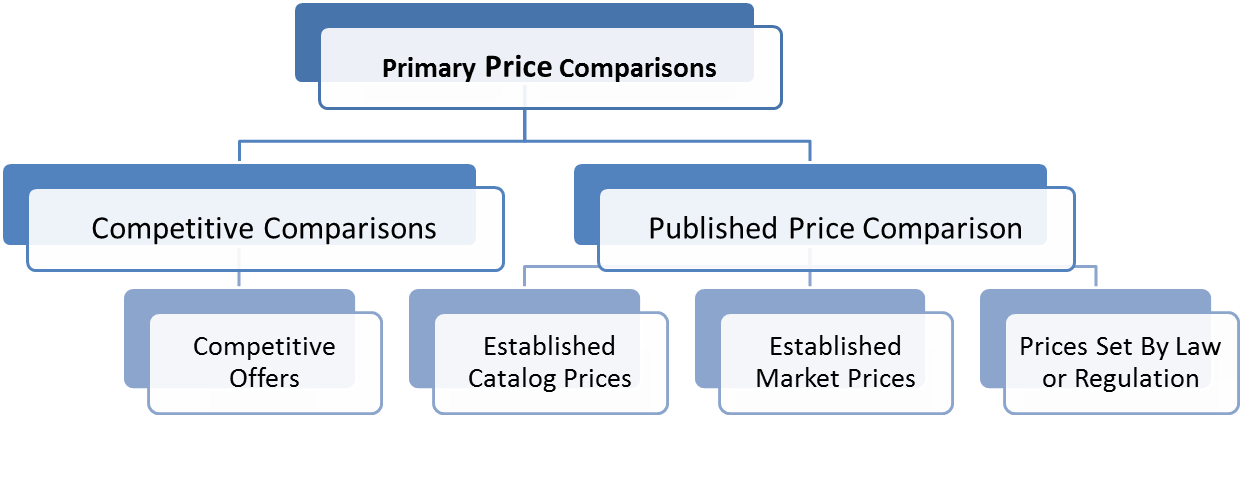 Primary Price Comparisons
Competitive Comparisons
Published Price Comparison
Competitive
Offers
Established
Catalog Prices
Established
Market Prices
Prices Set By Law
or Regulation